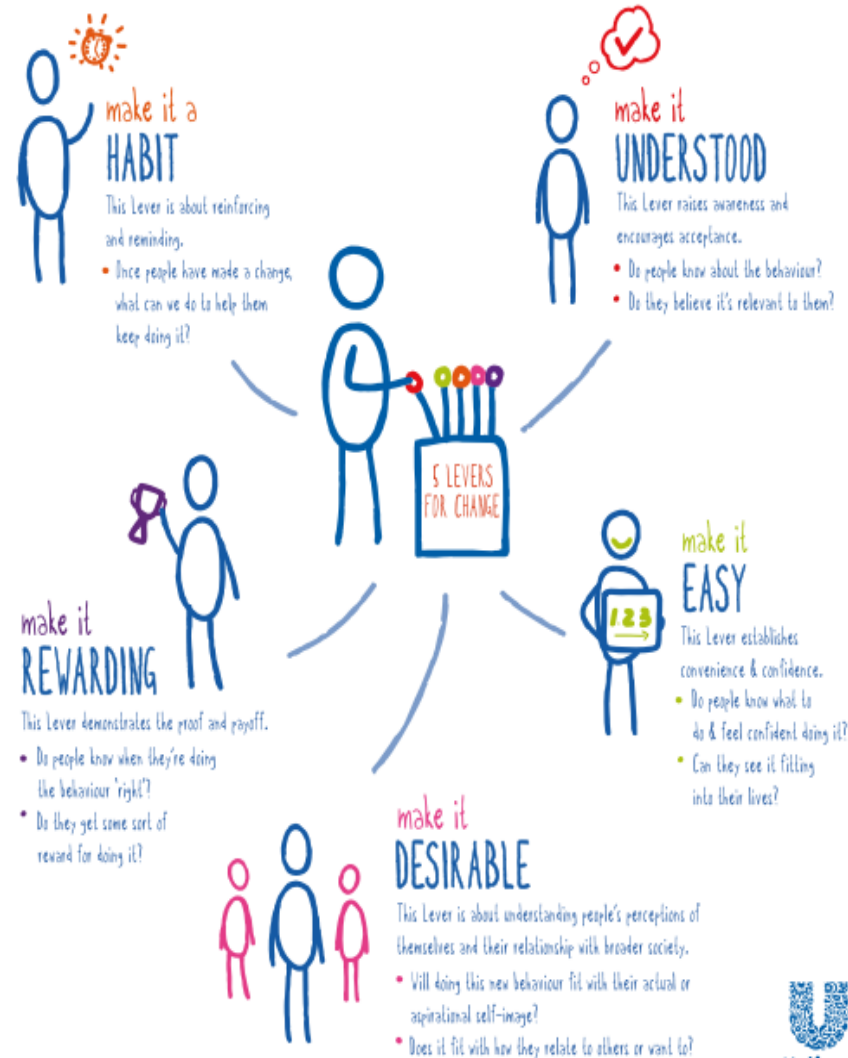 make it a
HABIT
This Lever is about reinforcing
and reminding.
• Once people have made a change,
what can we do to help them
keep doing it?
make it
UNDERSTOOD
This Lever raises awareness and
encourages acceptance.
• Do people know about the behaviour?
• Do they believe it's relevant to them?
5 LEVERS
FOR CHANGE
make it
EASY
1.2.3
This Lever establishes
convenience & confidence.
• Do people know what to
do & feel confident doing it?
• Can they see it fitting
into their lives?
make it
REWARDING
This Lever demonstrates the proof and payoff.
• Do people know when they're doing
the behaviour 'right'?
• Do they get some sort of
reward for doing it?
make it
DESIRABLE
This Lever is about understanding people's perceptions of
themselves and their relationship with broader society.
• Will doing this new behaviour fit with their actual or
aspirational self-image?
• Does it fit with how they relate to others or want to?